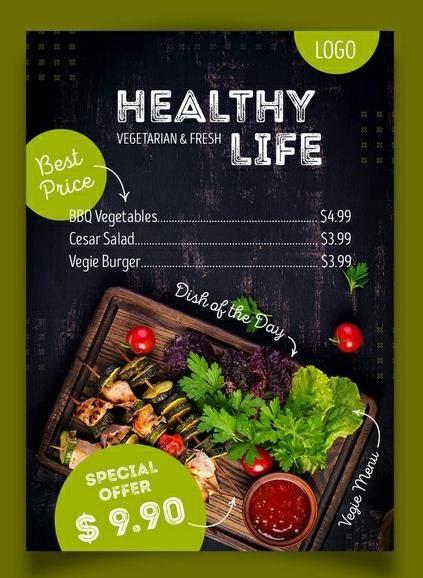 LOGO
HEALTHY
VEGETARIAN & FRESH
LIFE
Best
Price
BBQ Vegetables........................................................$4.99
Cesar Salad..............................................................$3.99
Vegie Burger............................................................$3.99
Dish of the Day
Vegie Menu
SPECIAL
OFFER
$ 9.90